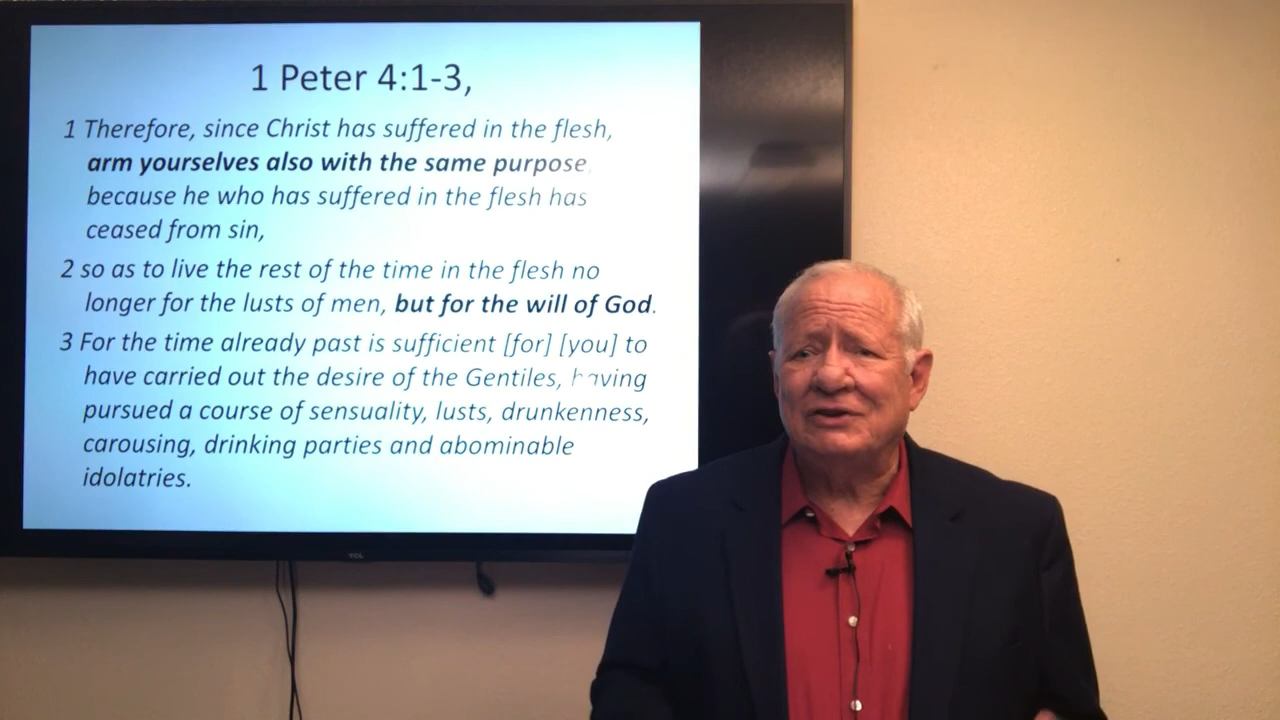 1 Peter 4:1-3,
1 Therefore, since Christ has suffered in the flesh,
arm yourselves also with the same purpose,
because he who has suffered in the flesh has
ceased from sin,
2 so as to live the rest of the time in the flesh no
longer for the lusts of men, but for the will of God.
3 For the time already past is sufficient [for] [you] to
have carried out the desire of the Gentiles, having
pursued a course of sensuality, lusts, drunkenness,
carousing, drinking parties and abominable
idolatries.
TCL